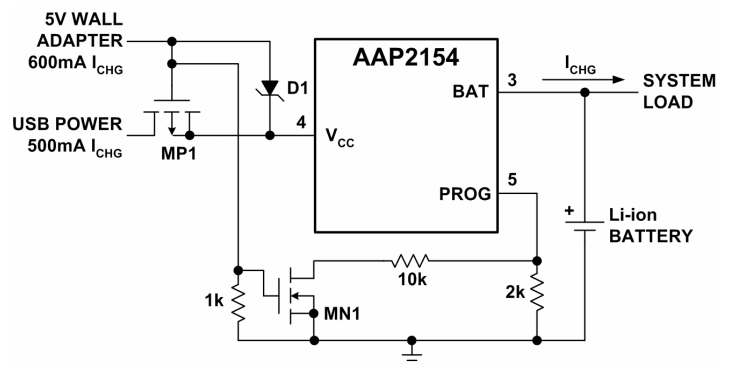 5V WALL
ADAPTER
600mA ICHG
USB POWER
500mA ICHG
MP1
D1
4
AAP2154
BAT
VCC
PROG
3
ICHG
SYSTEM
LOAD
5
+
Li-ion
BATTERY
1k
MN1
10k
2k